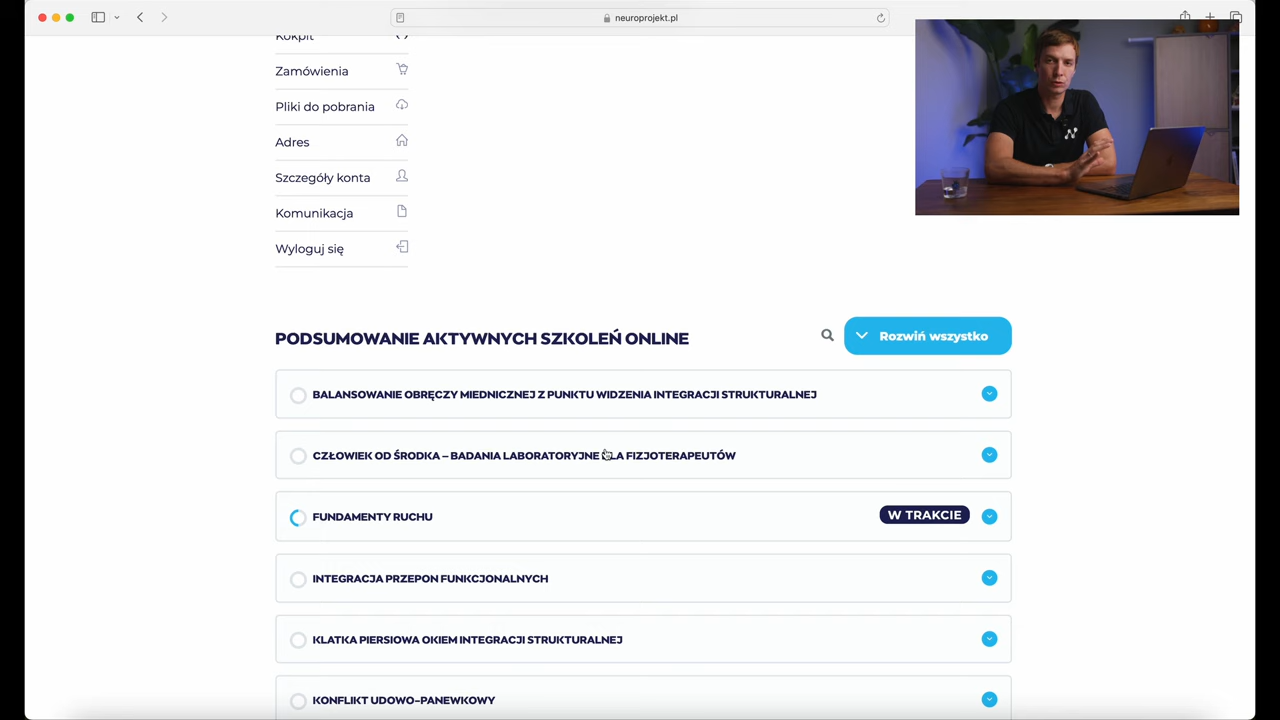 neuroprojekt.pl
Kokpit
Zamówienia
Pliki do pobrania
Adres
Szczegóły konta
Komunikacja
Wyloguj się
PODSUMOWANIE AKTYWNYCH SZKOLEŃ ONLINE
Rozwiń wszystko
BALANSOWANIE OBRĘCZY MIEDNICZNEJ Z PUNKTU WIDZENIA INTEGRACJI STRUKTURALNEJ
CZŁOWIEK OD ŚRODKA – BADANIA LABORATORYJNE DLA FIZJOTERAPEUTÓW
FUNDAMENTY RUCHU
W TRAKCIE
INTEGRACJA PRZEPON FUNKCJONALNYCH
KLATKA PIERSIOWA OKIEM INTEGRACJI STRUKTURALNEJ
KONFLIKT UDOWO-PANEWKOWY